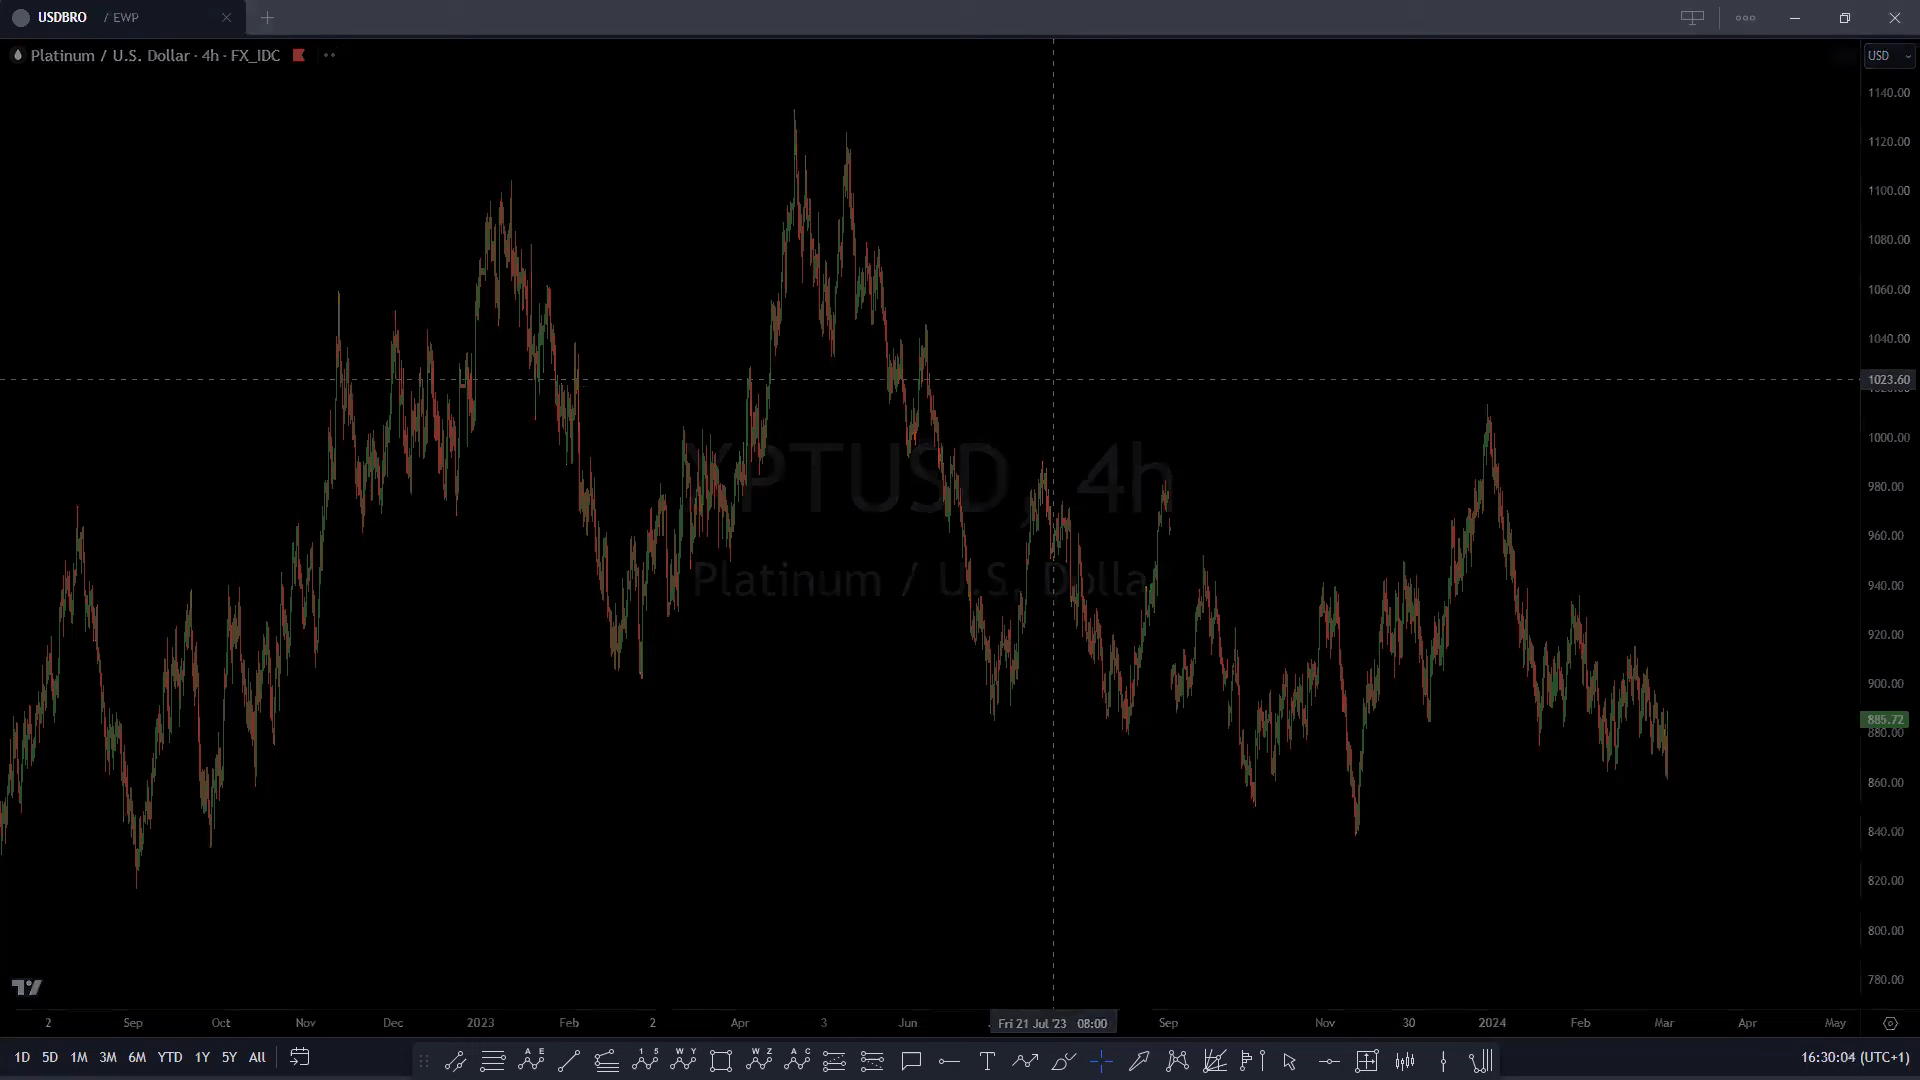 USDBRO / EWP
Platinum / U.S. Dollar · 4h · FX_IDC
USD
1140.00
1120.00
1100.00
1080.00
1060.00
1040.00
1023.60
1000.00
980.00
960.00
940.00
920.00
900.00
885.72
880.00
860.00
840.00
820.00
800.00
780.00
XPTUSD, 4h
Platinum / U.S. Dollar
2 Sep Oct Nov Dec 2023 Feb 2 Apr 3 Jun Fri 21 Jul '23 08:00 Sep Nov 30 2024 Feb Mar Apr May
1D 5D 1M 3M 6M YTD 1Y 5Y All
16:30:04 (UTC+1)